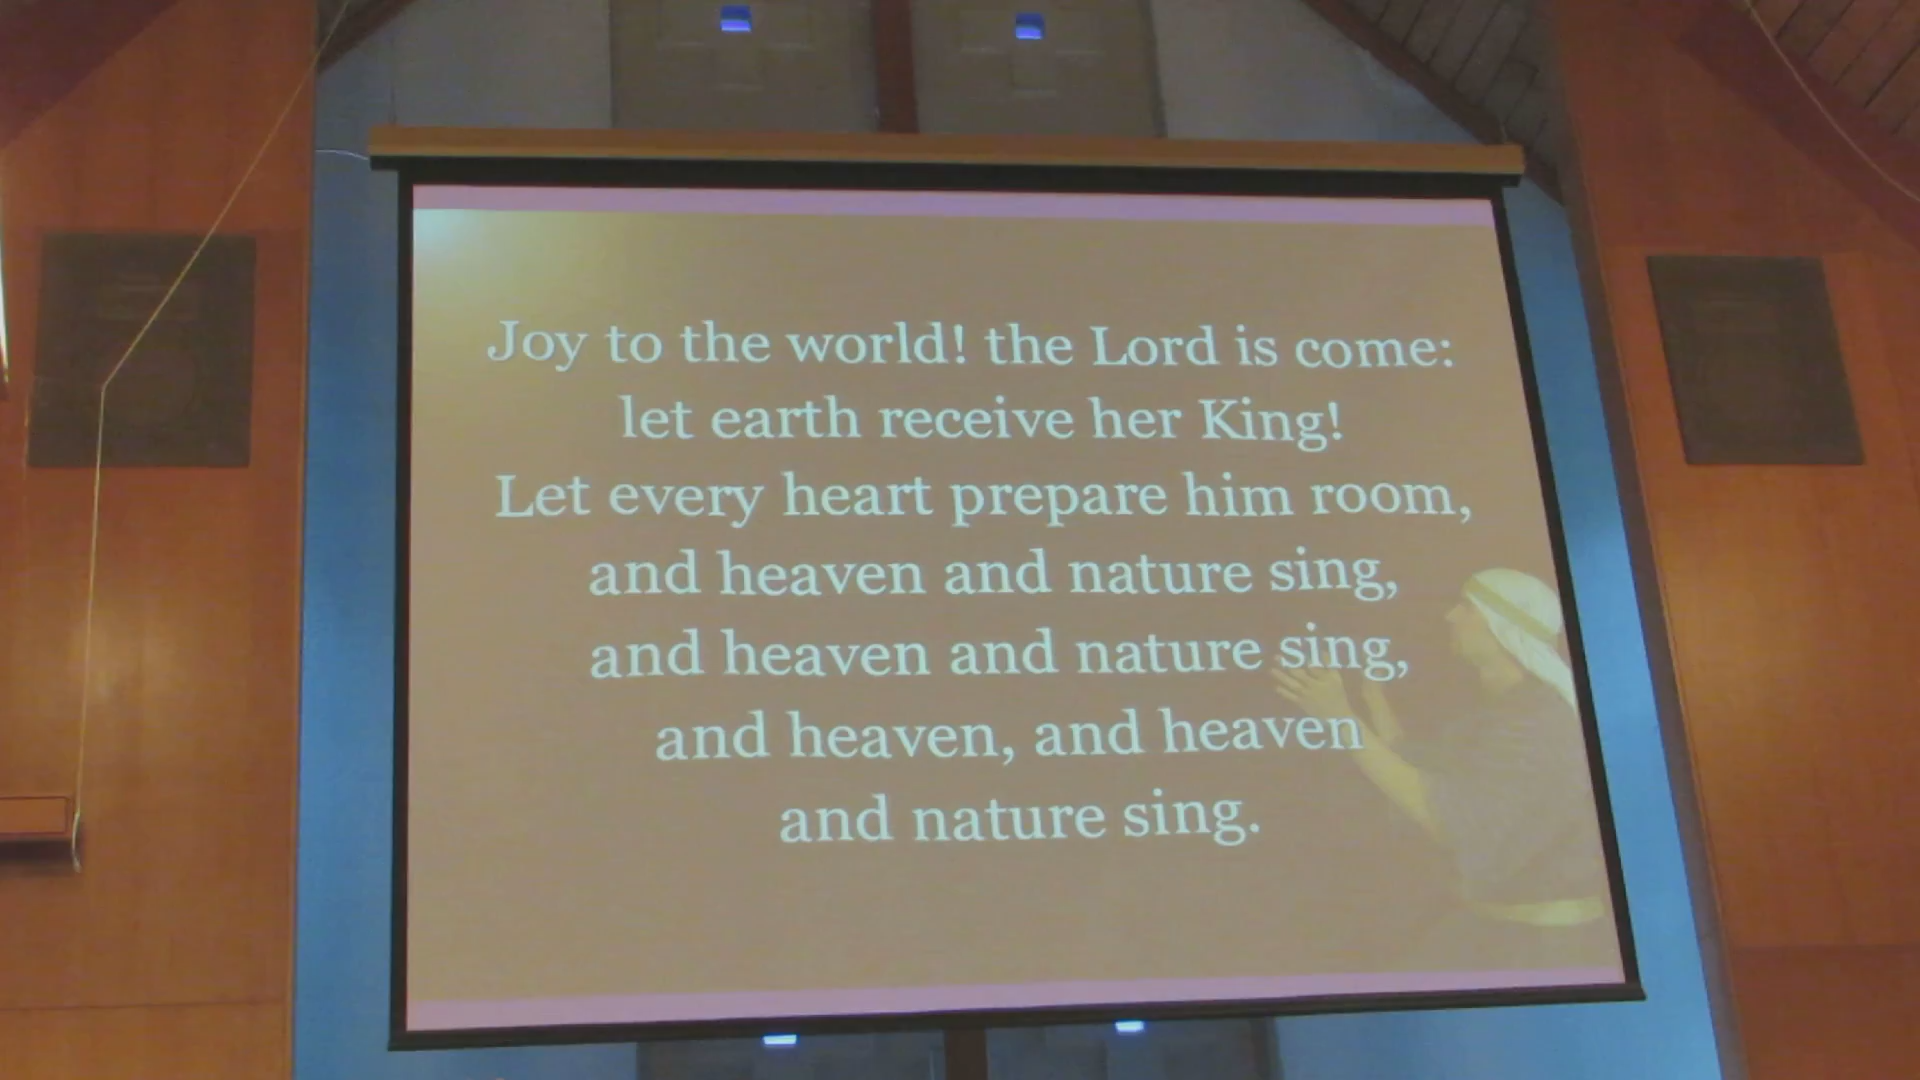 Joy to the world! the Lord is come:
let earth receive her King!
Let every heart prepare him room,
and heaven and nature sing,
and heaven and nature sing,
and heaven, and heaven
and nature sing.